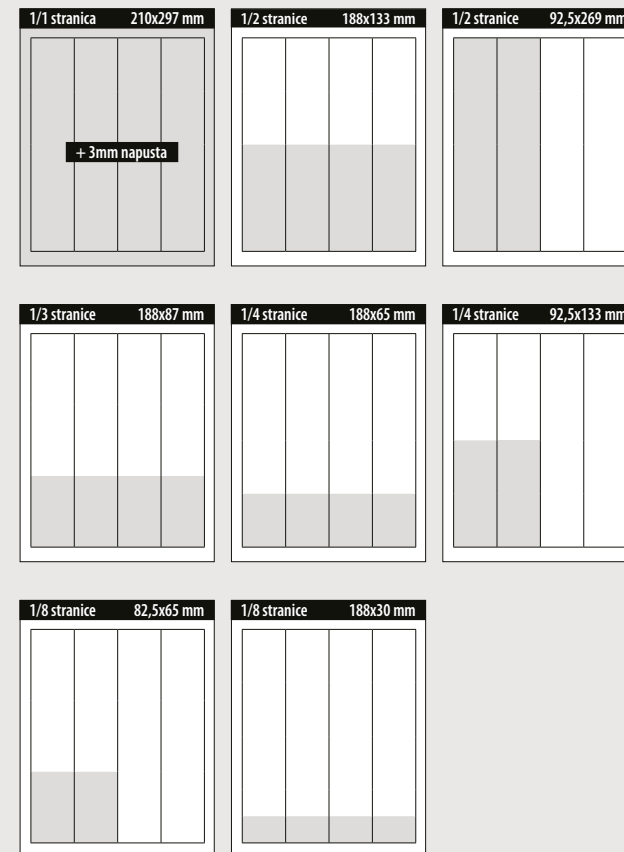 1/1 stranica 210x297 mm
1/2 stranice 188x133 mm
1/2 stranice 92,5x269 mm
+ 3mm napusta
1/3 stranice 188x87 mm
1/4 stranice 188x65 mm
1/4 stranice 92,5x133 mm
1/8 stranice 82,5x65 mm
1/8 stranice 188x30 mm